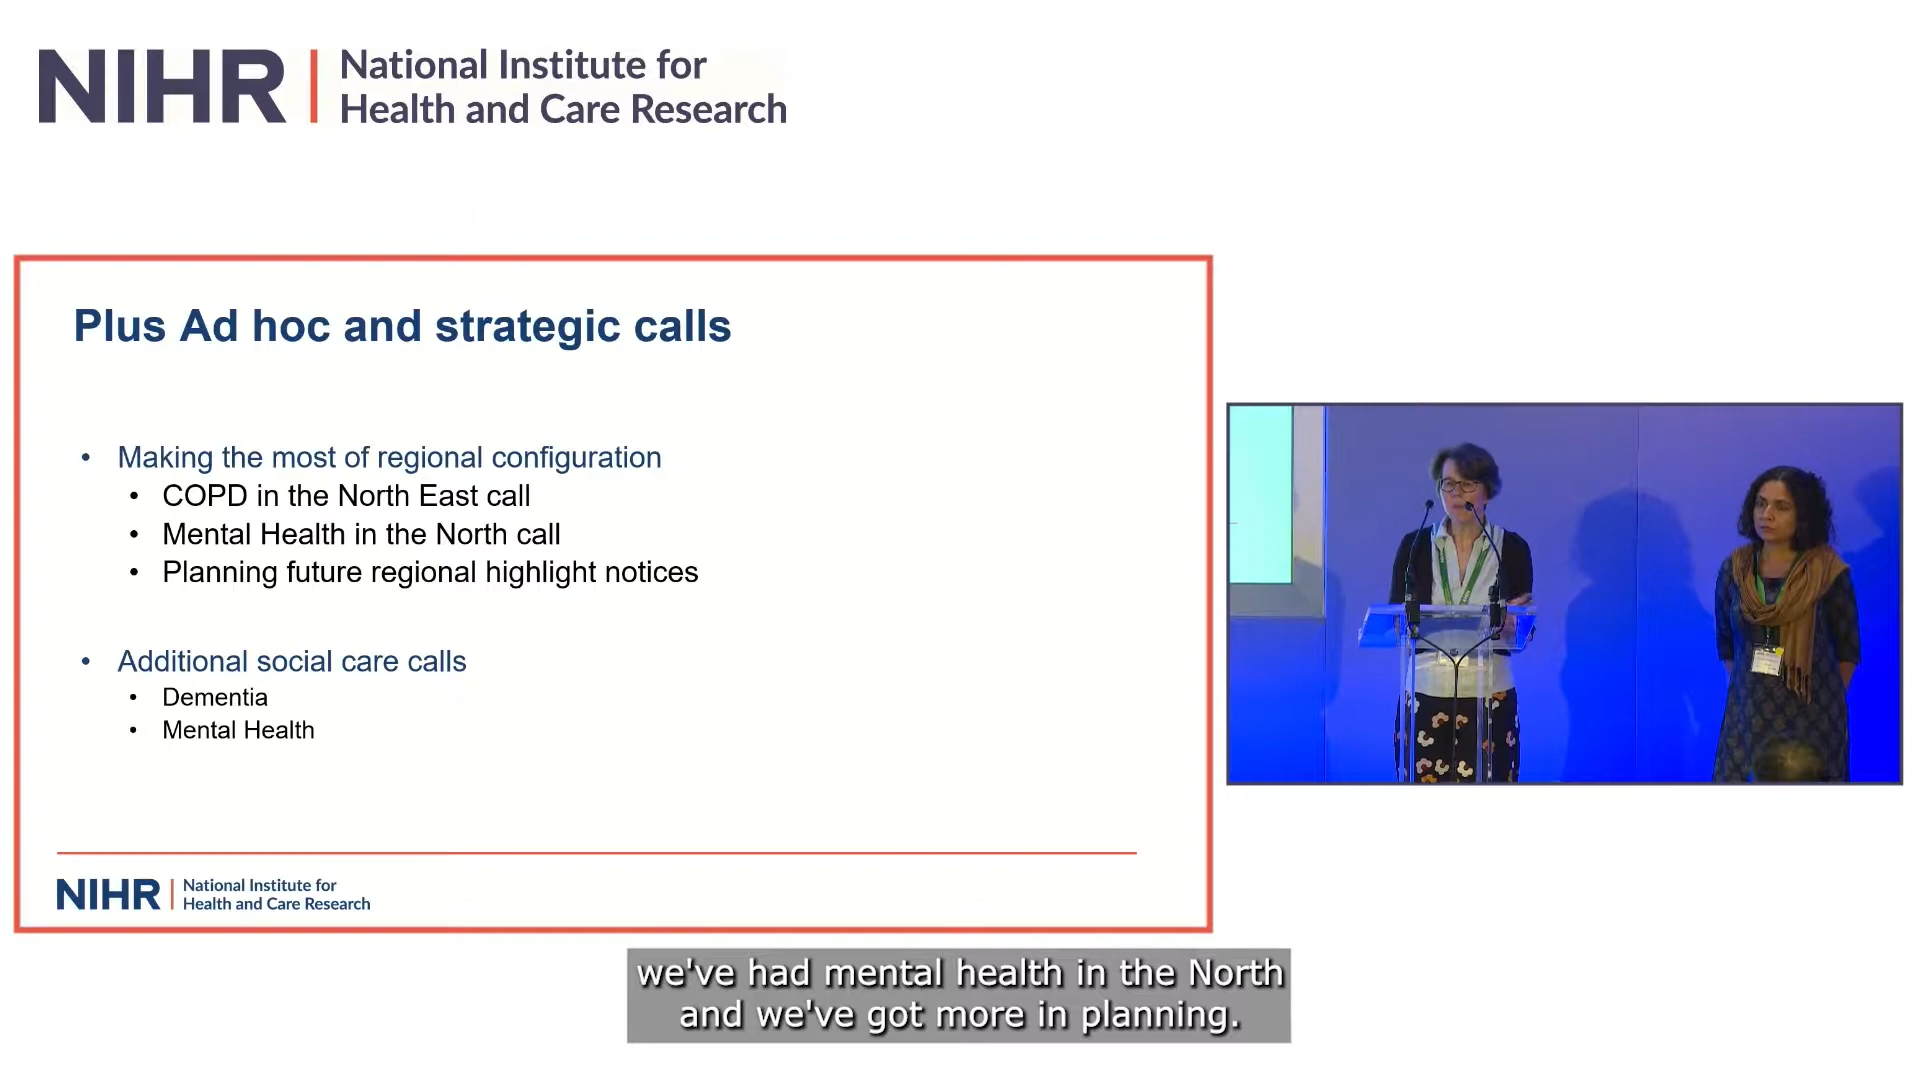 NIHR | National Institute for
Health and Care Research
Plus Ad hoc and strategic calls
• Making the most of regional configuration
• COPD in the North East call
• Mental Health in the North call
• Planning future regional highlight notices
• Additional social care calls
• Dementia
• Mental Health
NIHR | National Institute for
Health and Care Research
we've had mental health in the North
and we've got more in planning.